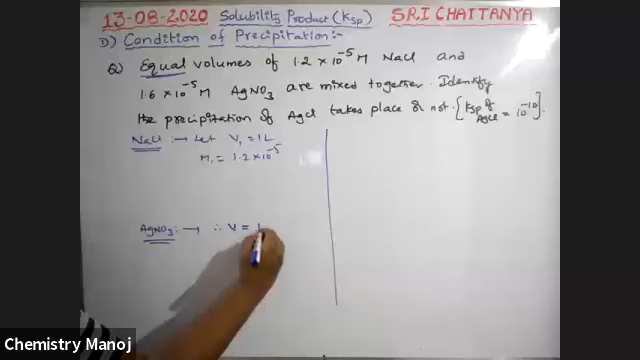 13-08-2020 Solubility Product (Ksp) SRI CHATTANYA
D) Condition of Precipitation:-
Q) Equal volumes of 1.2 × 10⁻⁵ M NaCl and
1.6 × 10⁻⁵ M AgNO₃ are mixed together. Identify
the precipitation of AgCl takes place or not. [Ksp of AgCl = 10⁻¹⁰].
NaCl :→ Let V₁ = 1L
M₁ = 1.2 × 10⁻⁵
AgNO₃ :→ ∴ V = 1
Chemistry Manoj